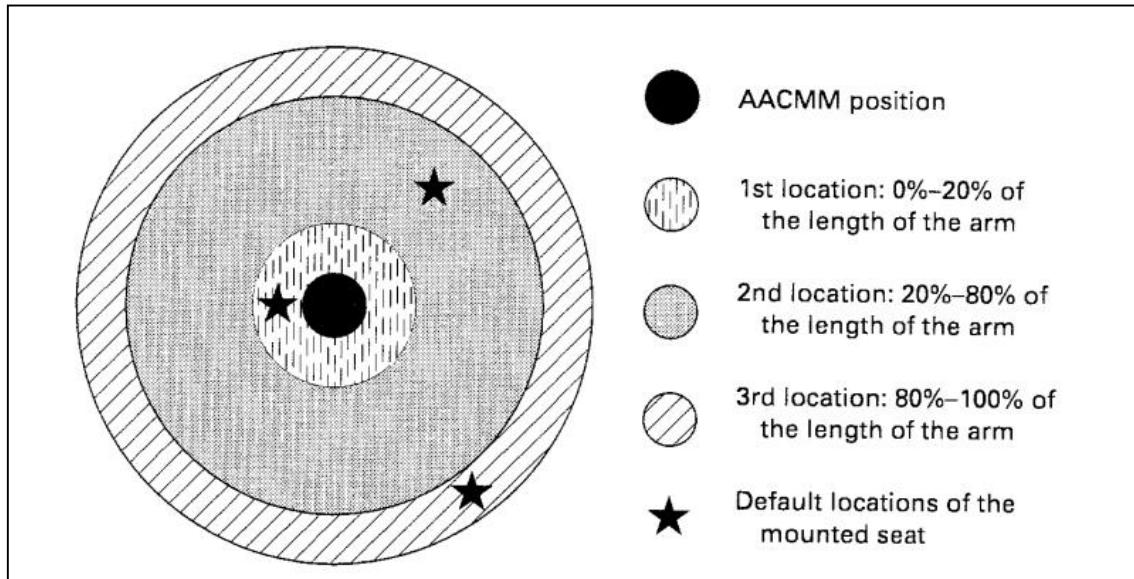 AACMM position
1st location: 0%–20% of
the length of the arm
2nd location: 20%–80% of
the length of the arm
3rd location: 80%–100% of
the length of the arm
Default locations of the
mounted seat